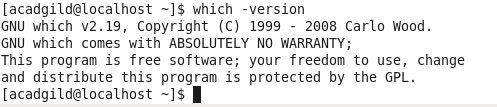 [acadgild@localhost ~]$ which -version
GNU which v2.19, Copyright (C) 1999 - 2008 Carlo Wood.
GNU which comes with ABSOLUTELY NO WARRANTY;
This program is free software; your freedom to use, change
and distribute this program is protected by the GPL.
[acadgild@localhost ~]$